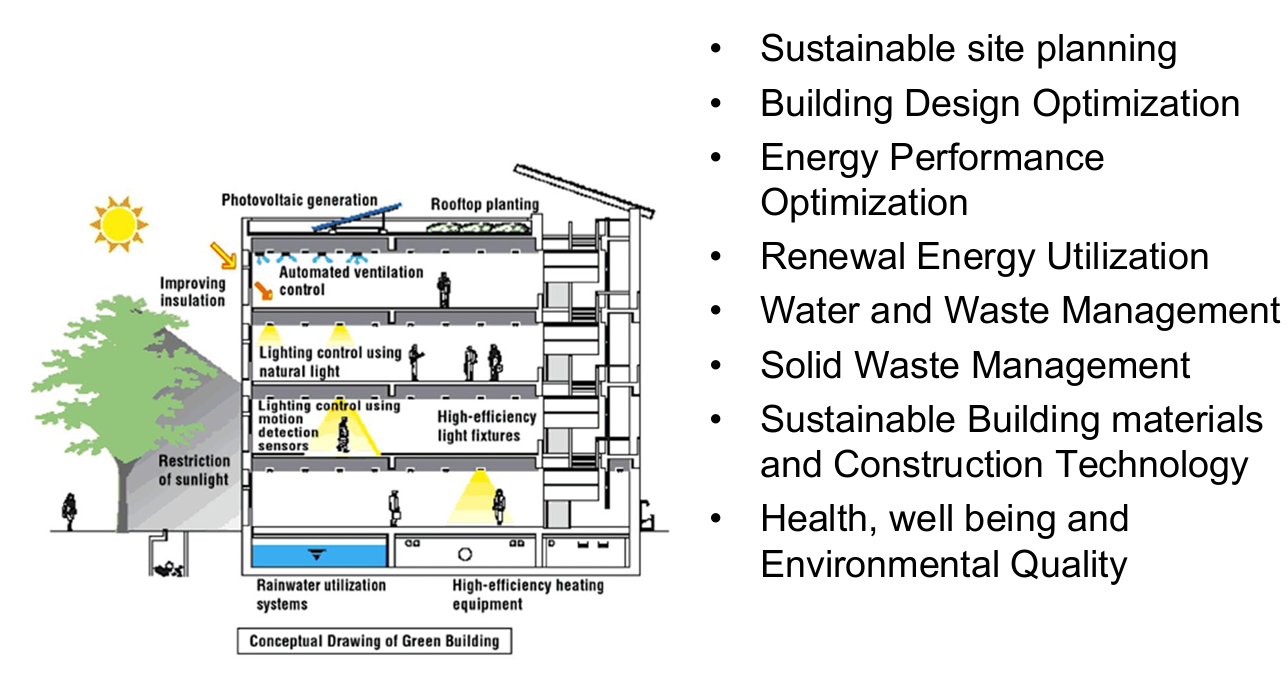 Photovoltaic generation
Rooftop planting
Improving
insulation
Automated ventilation
control
Lighting control using
natural light
Lighting control using
motion
detection
sensors
High-efficiency
light fixtures
Restriction
of sunlight
Rainwater utilization
systems
High-efficiency heating
equipment
Conceptual Drawing of Green Building
• Sustainable site planning
• Building Design Optimization
• Energy Performance
Optimization
• Renewal Energy Utilization
• Water and Waste Management
• Solid Waste Management
• Sustainable Building materials
and Construction Technology
• Health, well being and
Environmental Quality